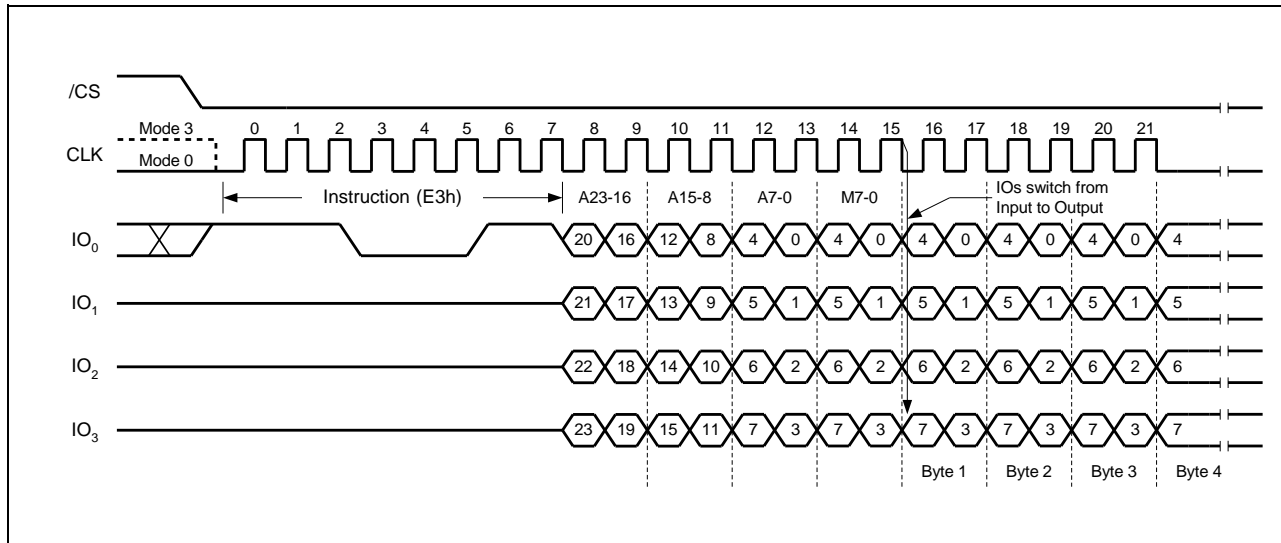 /CS
Mode 3
0 1 2 3 4 5 6 7 8 9 10 11 12 13 14 15 16 17 18 19 20 21
CLK
Mode 0
Instruction (E3h) A23-16 A15-8 A7-0 M7-0 IOs switch from
Input to Output
IO0 20 16 12 8 4 0 4 0 4 0 4 0 4 0 4
IO1 21 17 13 9 5 1 5 1 5 1 5 1 5 1 5
IO2 22 18 14 10 6 2 6 2 6 2 6 2 6 2 6
IO3 23 19 15 11 7 3 7 3 7 3 7 3 7 3 7
Byte 1 Byte 2 Byte 3 Byte 4